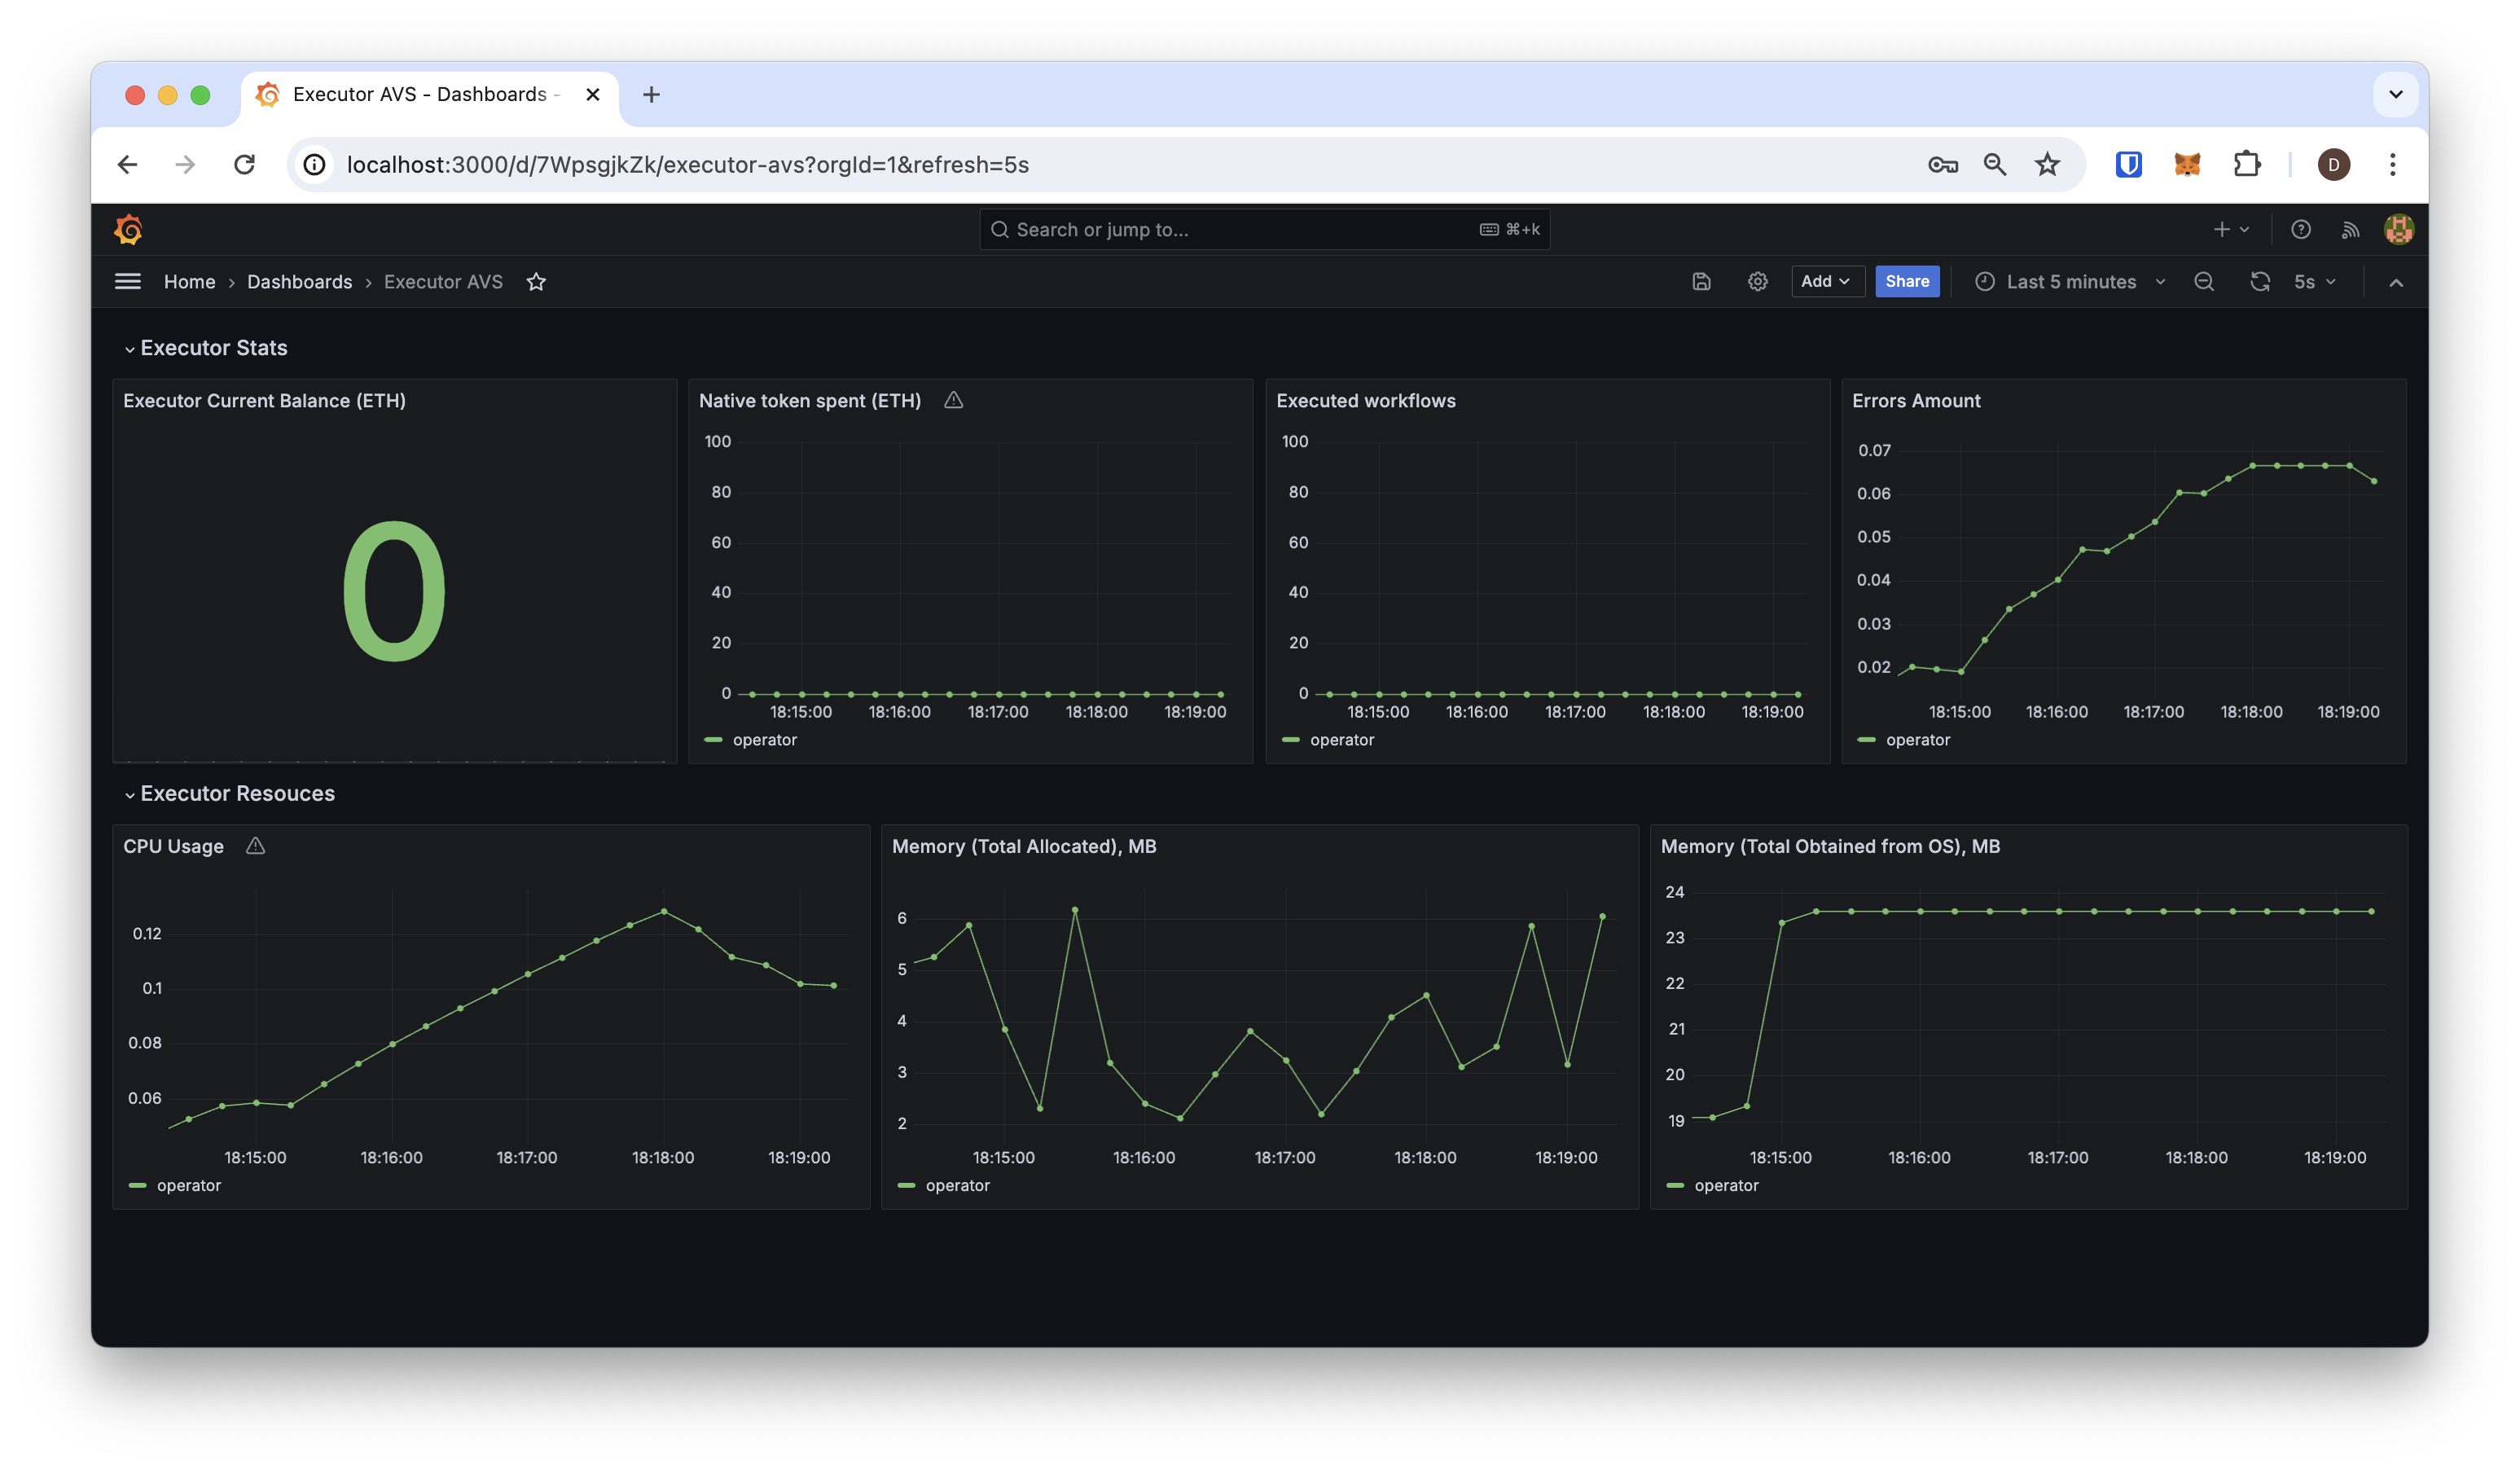 Executor AVS - Dashboards -
localhost:3000/d/7WpsgjkZk/executor-avs?orgId=1&refresh=5s
D
Search or jump to...
⌘+k
Home › Dashboards › Executor AVS
Add
Share
Last 5 minutes
5s
Executor Stats
Executor Current Balance (ETH)
0
Native token spent (ETH)
100
80
60
40
20
0
18:15:00 18:16:00 18:17:00 18:18:00 18:19:00
operator
Executed workflows
100
80
60
40
20
0
18:15:00 18:16:00 18:17:00 18:18:00 18:19:00
operator
Errors Amount
0.07
0.06
0.05
0.04
0.03
0.02
18:15:00 18:16:00 18:17:00 18:18:00 18:19:00
operator
Executor Resouces
CPU Usage
0.12
0.1
0.08
0.06
18:15:00 18:16:00 18:17:00 18:18:00 18:19:00
operator
Memory (Total Allocated), MB
6
5
4
3
2
18:15:00 18:16:00 18:17:00 18:18:00 18:19:00
operator
Memory (Total Obtained from OS), MB
24
23
22
21
20
19
18:15:00 18:16:00 18:17:00 18:18:00 18:19:00
operator